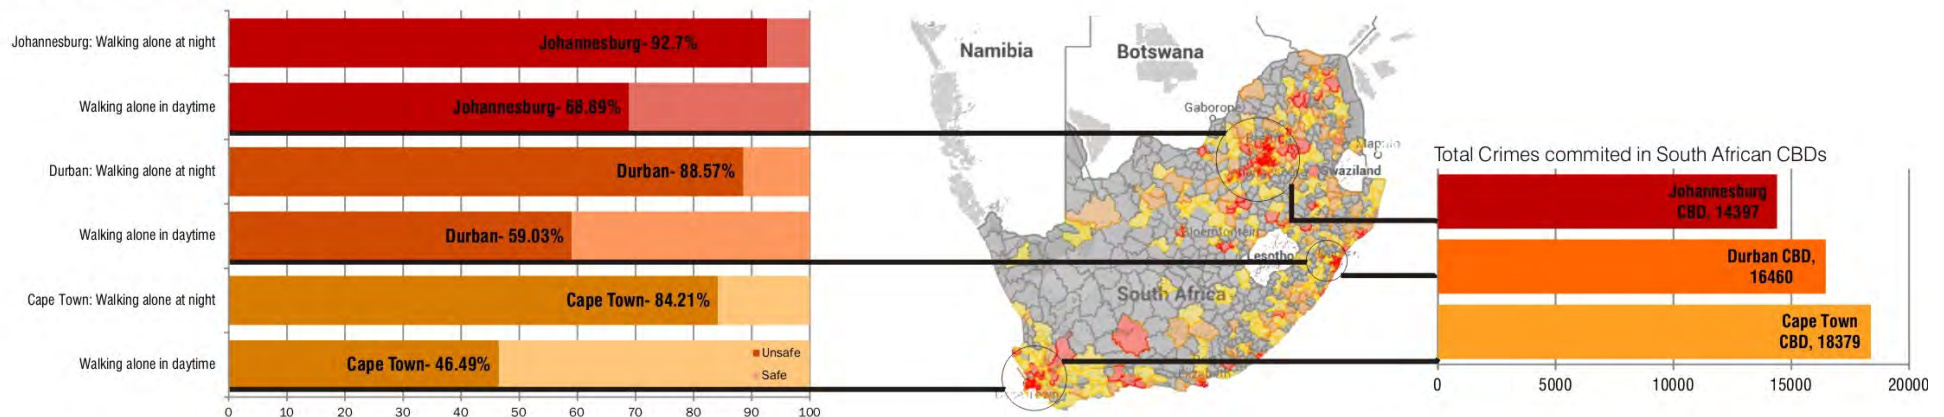 Johannesburg: Walking alone at night
Johannesburg- 92.7%
Walking alone in daytime
Johannesburg- 68.89%
Durban: Walking alone at night
Durban- 88.57%
Walking alone in daytime
Durban- 59.03%
Cape Town: Walking alone at night
Cape Town- 84.21%
Walking alone in daytime
Cape Town- 46.49%
Unsafe
Safe
0 10 20 30 40 50 60 70 80 90 100
Namibia
Botswana
Gaborone
Swaziland
Bloemfontein
Lesotho
South Africa
Total Crimes commited in South African CBDs
Johannesburg
CBD, 14397
Durban CBD,
16460
Cape Town
CBD, 18379
0 5000 10000 15000 20000